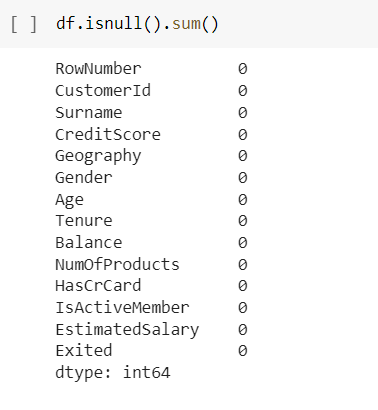 [ ] df.isnull().sum()
RowNumber 0
CustomerId 0
Surname 0
CreditScore 0
Geography 0
Gender 0
Age 0
Tenure 0
Balance 0
NumOfProducts 0
HasCrCard 0
IsActiveMember 0
EstimatedSalary 0
Exited 0
dtype: int64